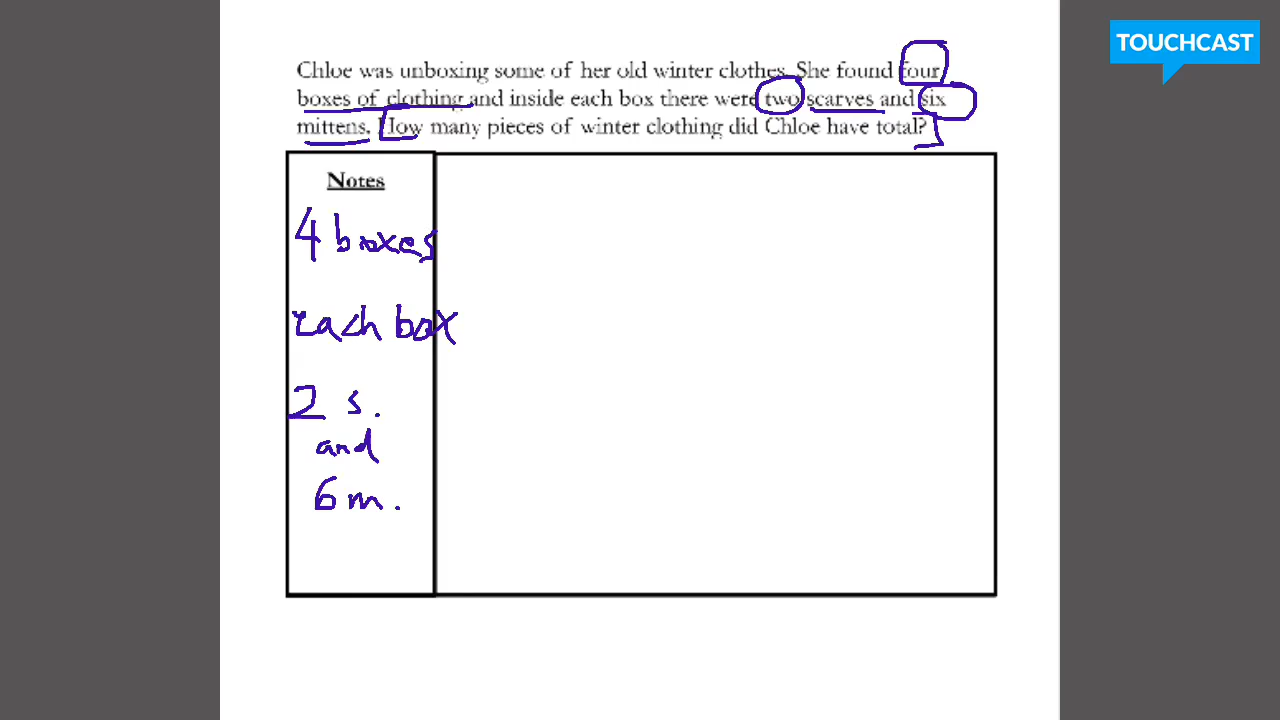 TOUCHCAST
Chloe was unboxing some of her old winter clothes. She found four
boxes of clothing and inside each box there were two scarves and six
mittens. How many pieces of winter clothing did Chloe have total?
Notes
4 boxes
each box
2 s.
and
6 m.